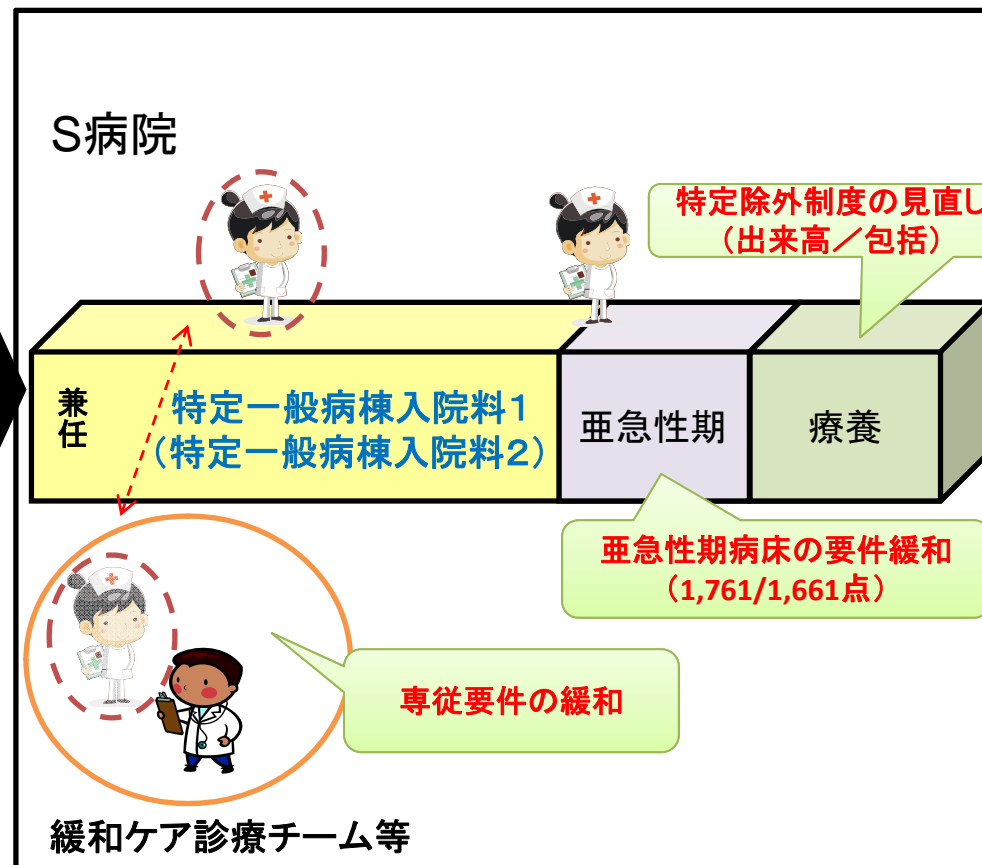 S病院
特定除外制度の見直し
（出来高／包括）
兼任
特定一般病棟入院料１
（特定一般病棟入院料２）
亜急性期
療養
亜急性期病床の要件緩和
（1,761/1,661点）
専従要件の緩和
緩和ケア診療チーム等